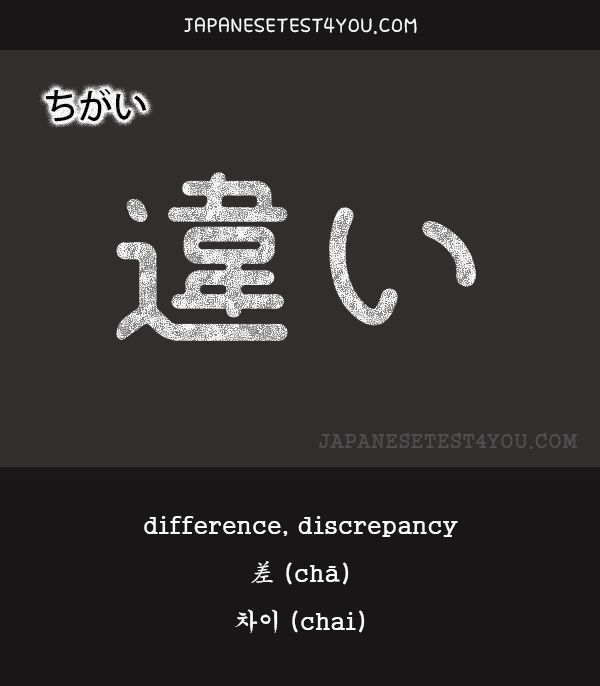 JAPANESETEST4YOU.COM
ちがい
違い
JAPANESETEST4YOU.COM
difference, discrepancy
差 (chā)
차이 (chai)